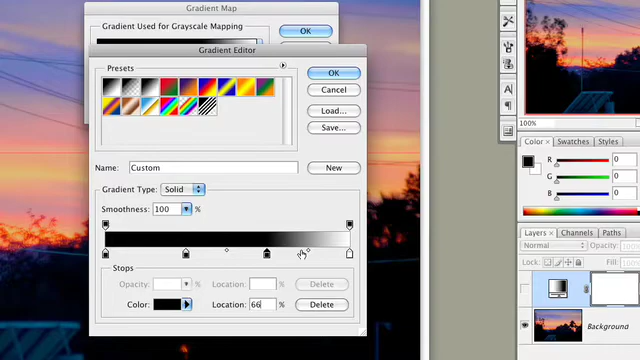 Gradient Map
Gradient Used for Grayscale Mapping
OK
Gradient Editor
Presets
OK
Cancel
Load...
Save...
Name: Custom
New
Gradient Type: Solid
Smoothness: 100 %
Stops
Opacity: % Location: % Delete
Color: Location: 66 % Delete
A
100%
Color × Swatches Styles
R 0
G 0
B 0
Layers × Channels Paths
Normal Opacity:
Lock: Fill:
Background